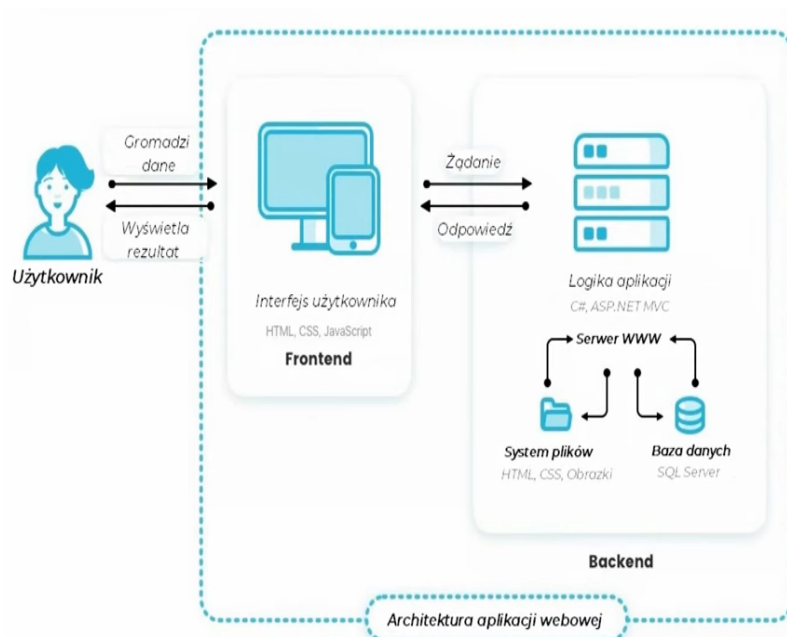 Gromadzi
dane
Wyświetla
rezultat
Użytkownik
Interfejs użytkownika
HTML, CSS, JavaScript
Frontend
Żądanie
Odpowiedź
Logika aplikacji
C#, ASP.NET MVC
Serwer WWW
System plików
HTML, CSS, Obrazki
Baza danych
SQL Server
Backend
Architektura aplikacji webowej